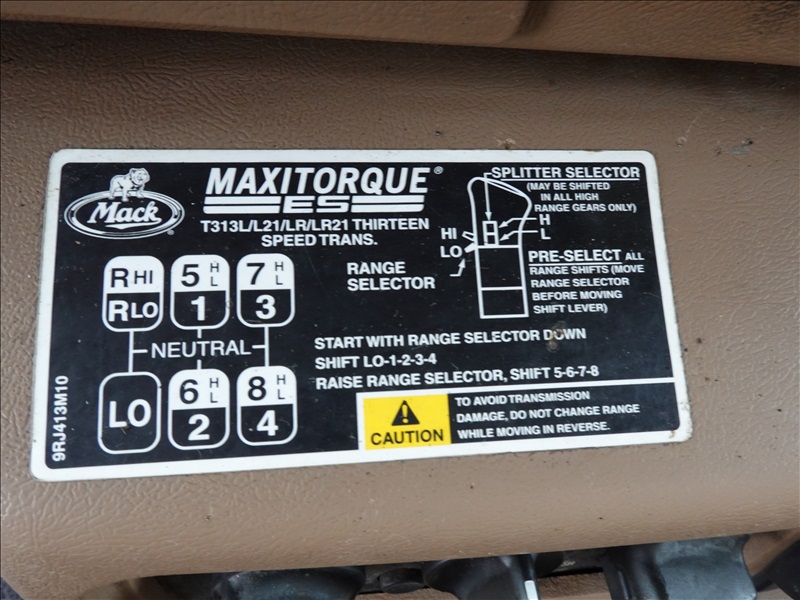 Mack
MAXITORQUE®
ES
T313L/L21/LR/LR21 THIRTEEN
SPEED TRANS.
SPLITTER SELECTOR
(MAY BE SHIFTED
IN ALL HIGH
RANGE GEARS ONLY)
H
L
HI
LO
RANGE
SELECTOR
PRE-SELECT ALL
RANGE SHIFTS (MOVE
RANGE SELECTOR
BEFORE MOVING
SHIFT LEVER)
R HI 5 H L 7 H L
R LO 1 3
NEUTRAL
LO 6 H L 8 H L
2 4
START WITH RANGE SELECTOR DOWN
SHIFT LO-1-2-3-4
RAISE RANGE SELECTOR, SHIFT 5-6-7-8
CAUTION
TO AVOID TRANSMISSION
DAMAGE, DO NOT CHANGE RANGE
WHILE MOVING IN REVERSE.
9RJ413M10